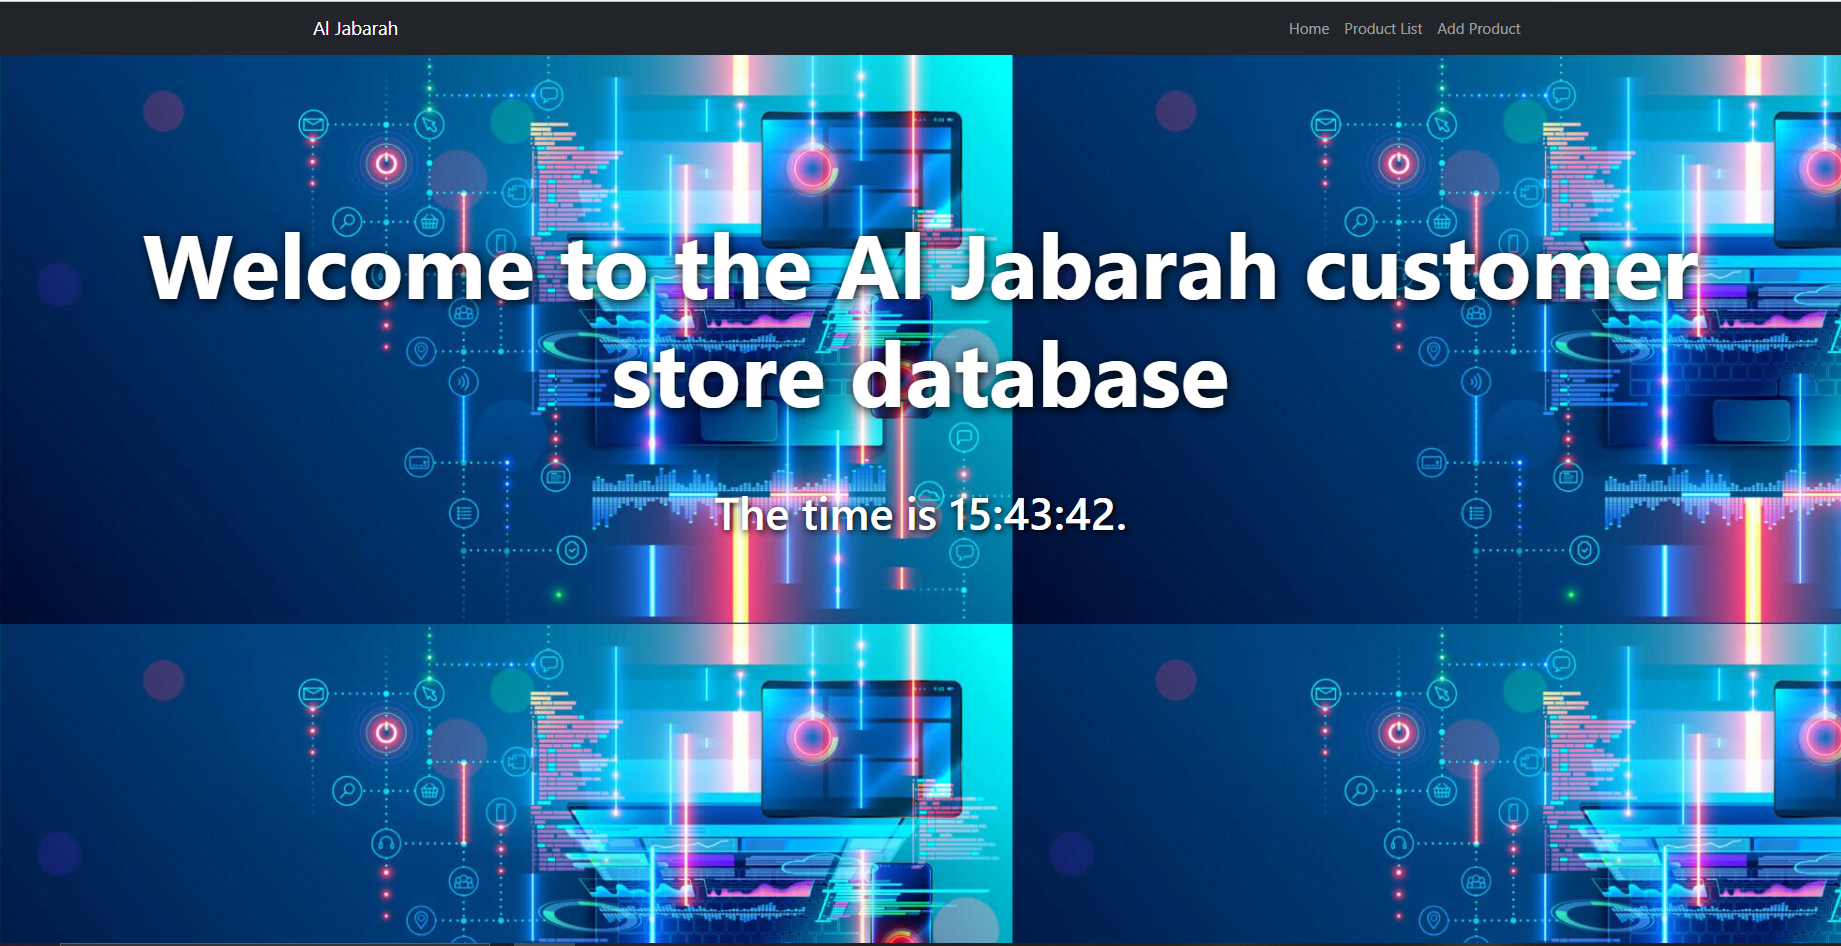 Al Jabarah
Home Product List Add Product
Welcome to the Al Jabarah customer
store database
The time is 15:43:42.